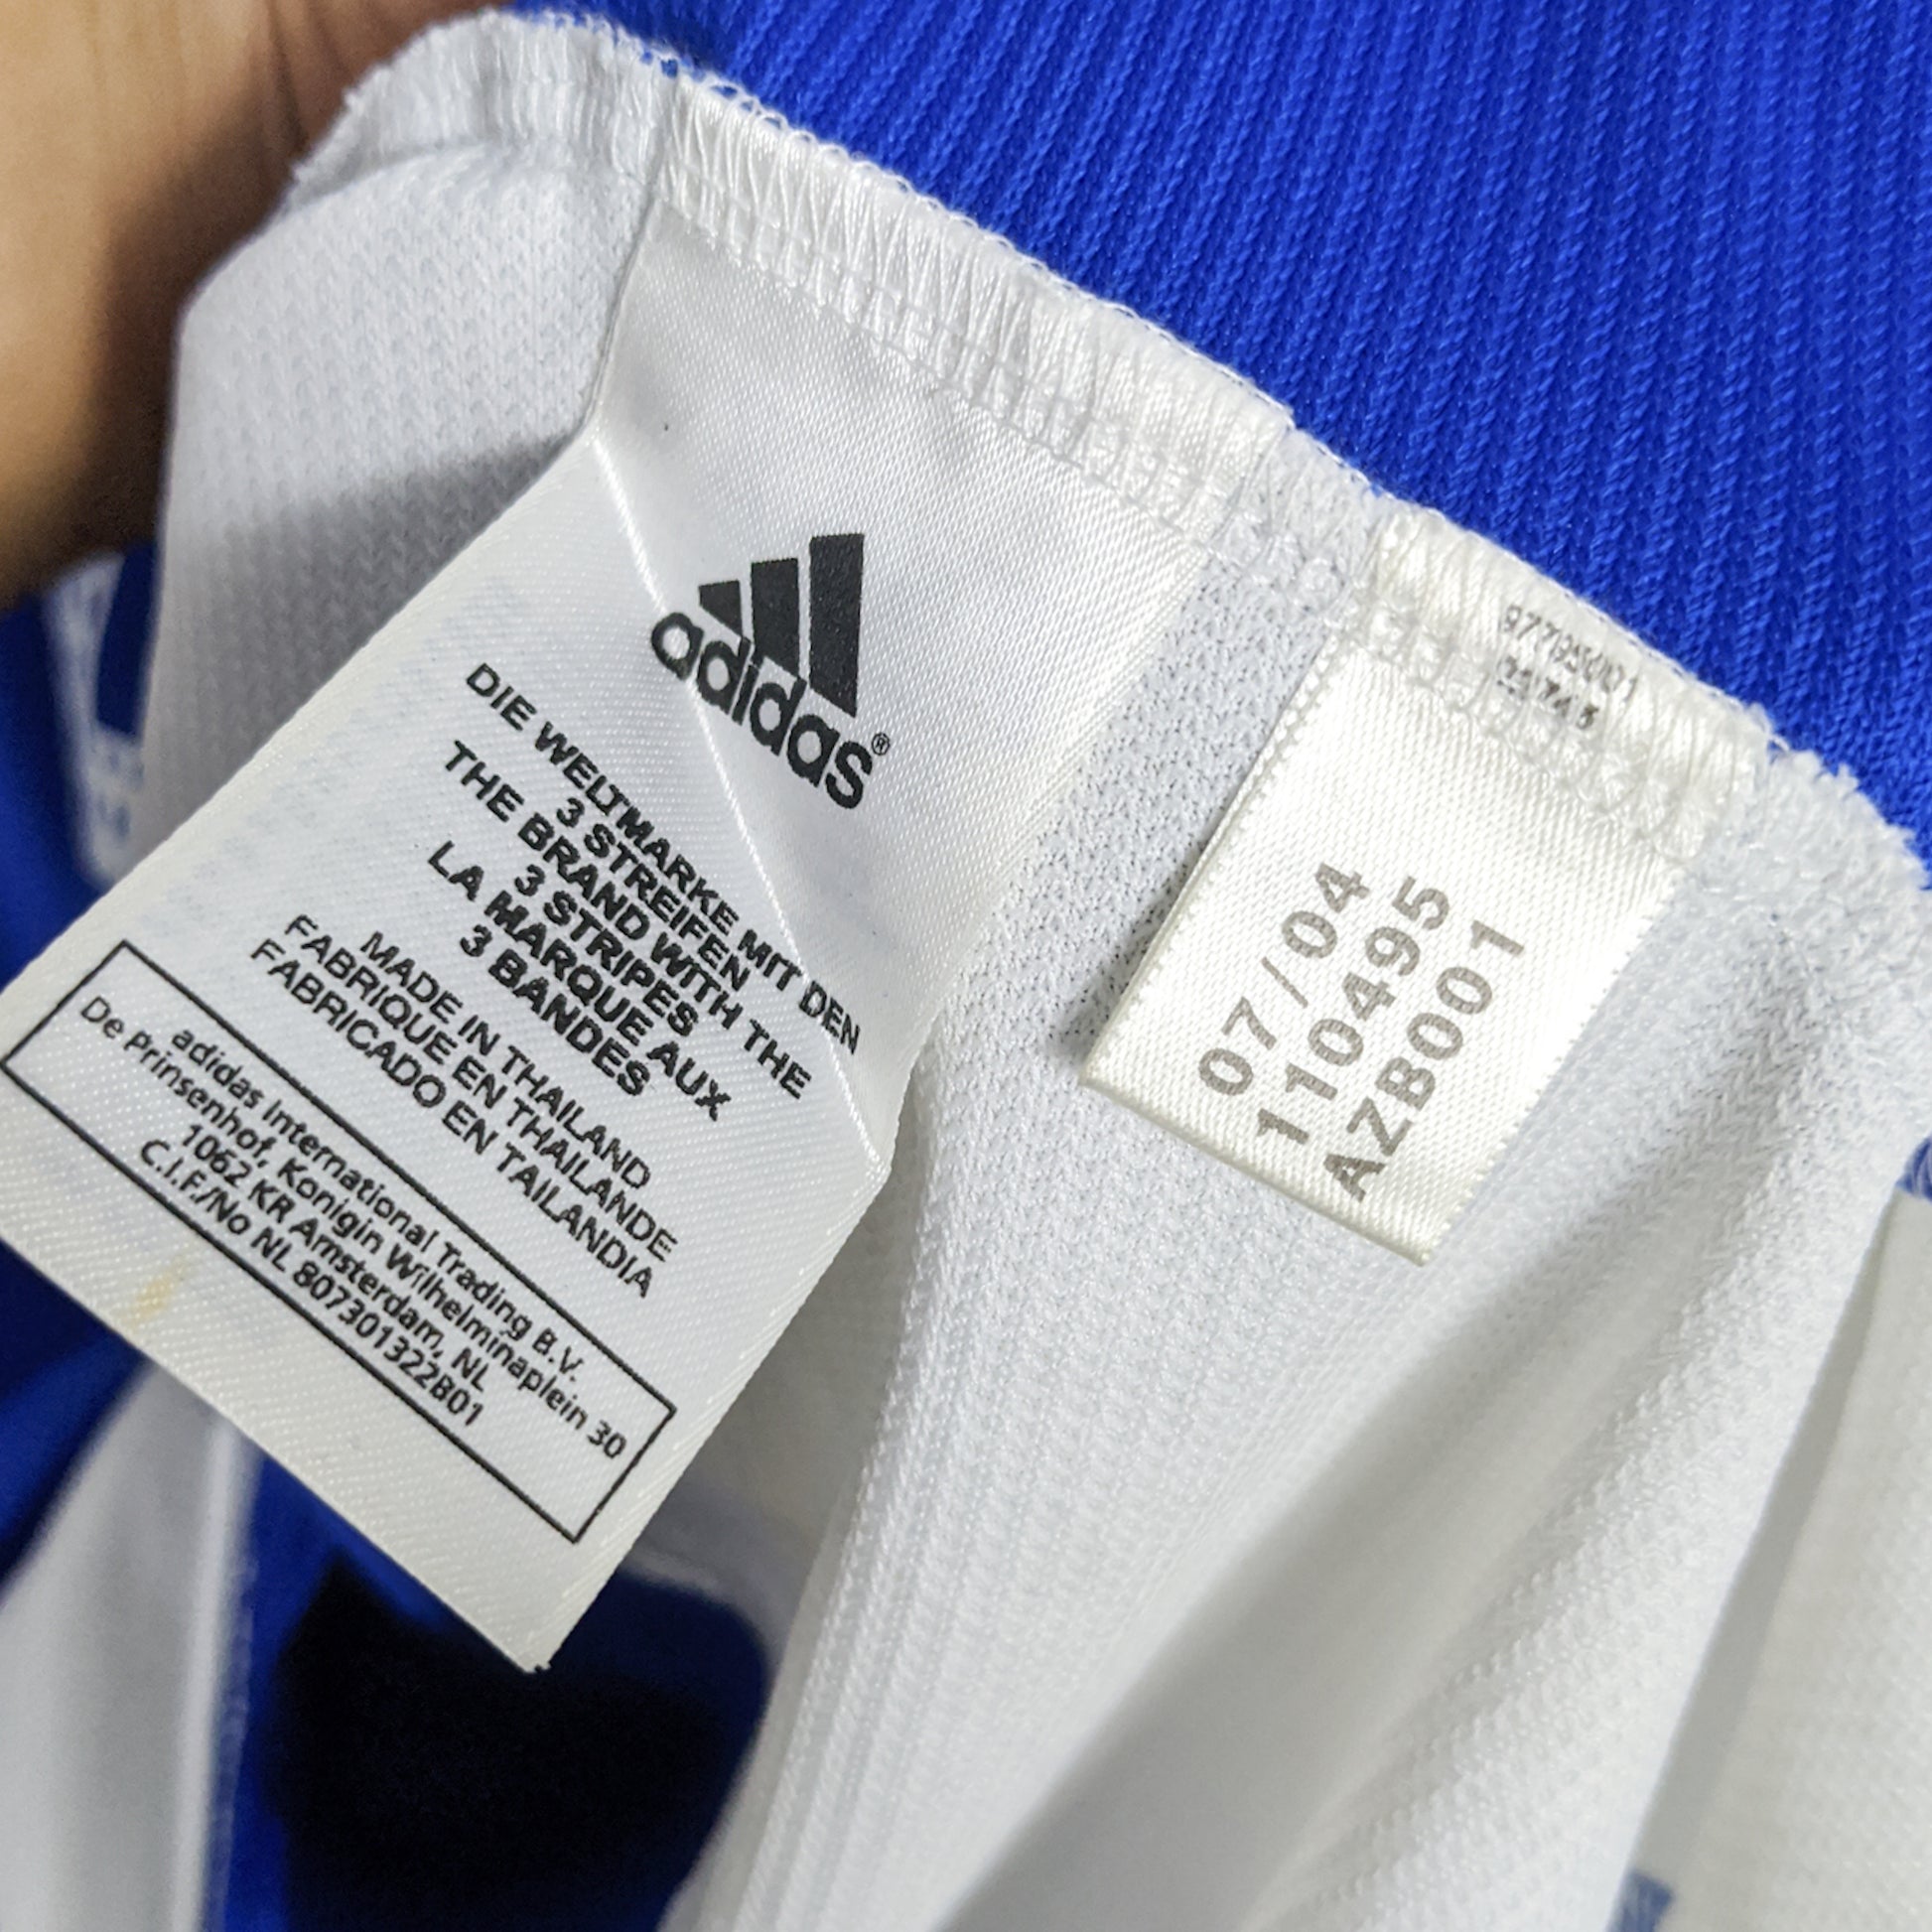 adidas®
DIE WELTMARKE MIT DEN
3 STREIFEN
THE BRAND WITH THE
3 STRIPES
LA MARQUE AUX
3 BANDES
MADE IN THAILAND
FABRIQUE EN THAILANDE
FABRICADO EN TAILANDIA
adidas International Trading B.V.
De Prinsenhof, Konigin Wilhelminaplein 30
1062 KR Amsterdam, NL
C.I.F./No NL 807301322B01
07/04
110495
AZB001